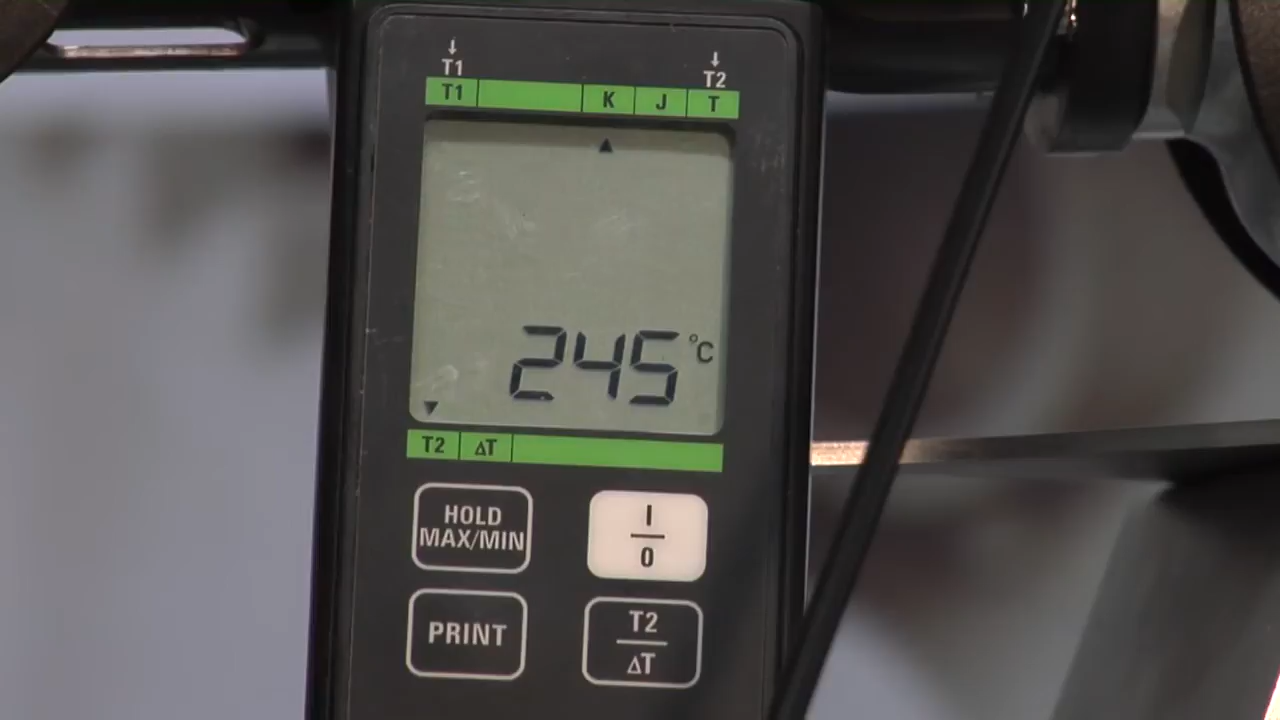 ↓ ↓
T1 T2
T1 K J T
▲
245 °C
▼
T2 ΔT
HOLD MAX/MIN
I/0
PRINT
T2/ΔT